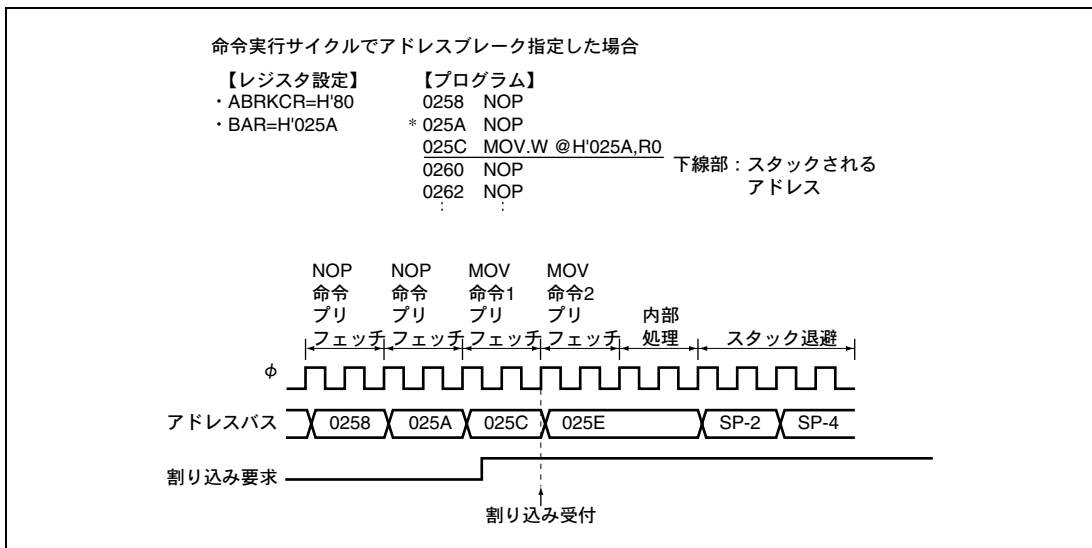 命令実行サイクルでアドレスブレーク指定した場合
【レジスタ設定】
・ABRKCR=H'80
・BAR=H'025A
【プログラム】
0258 NOP
* 025A NOP
025C MOV.W @H'025A,R0
0260 NOP
0262 NOP
:
:
下線部：スタックされる
アドレス
NOP
命令
プリ
フェッチ
NOP
命令
プリ
フェッチ
MOV
命令1
プリ
フェッチ
MOV
命令2
プリ
フェッチ
内部
処理
スタック退避
φ
アドレスバス
0258
025A
025C
025E
SP-2
SP-4
割り込み要求
割り込み受付